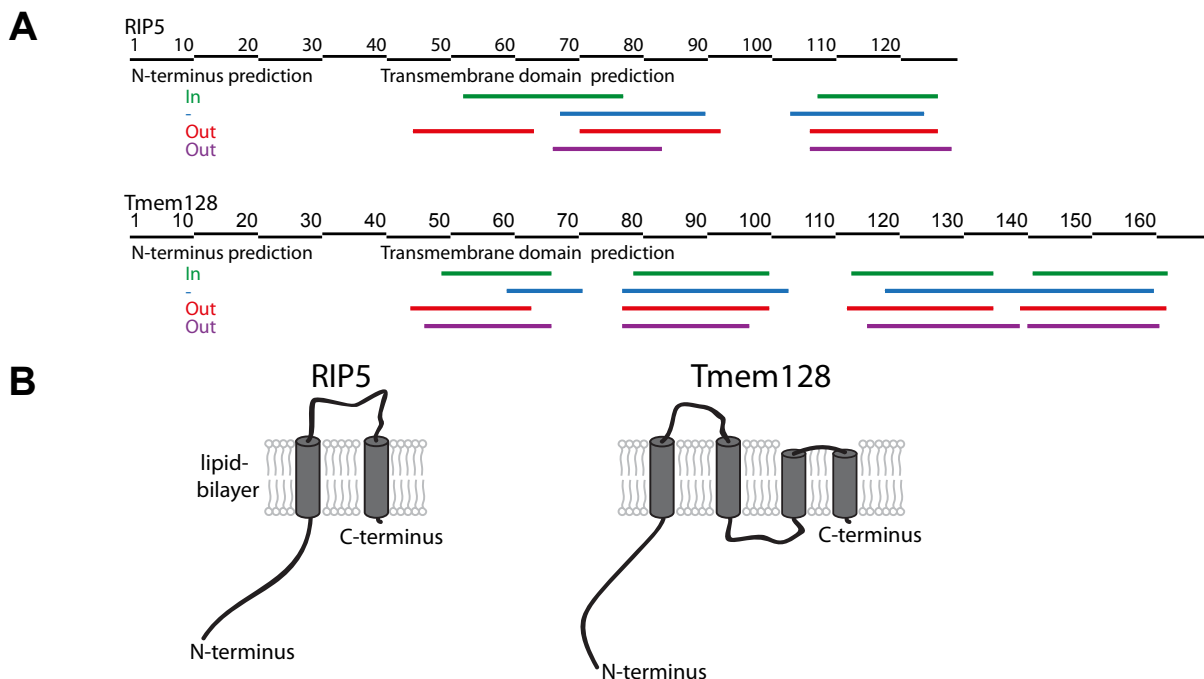 A
RIP5
1 10 20 30 40 50 60 70 80 90 100 110 120
N-terminus prediction Transmembrane domain prediction
In
-
Out
Out
Tmem128
1 10 20 30 40 50 60 70 80 90 100 110 120 130 140 150 160
N-terminus prediction Transmembrane domain prediction
In
-
Out
Out
B
RIP5 Tmem128
lipid-
bilayer
C-terminus C-terminus
N-terminus
N-terminus